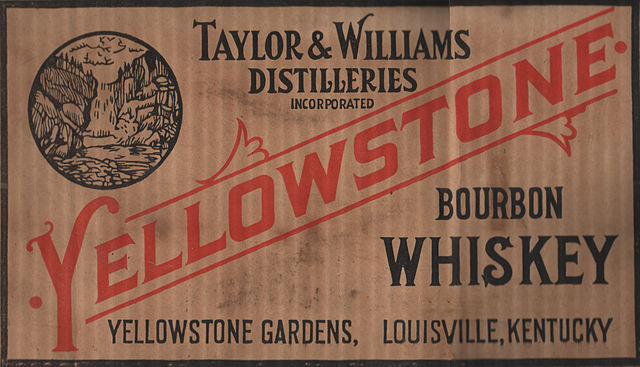 TAYLOR & WILLIAMS
DISTILLERIES
INCORPORATED
YELLOWSTONE
BOURBON
WHISKEY
YELLOWSTONE GARDENS, LOUISVILLE, KENTUCKY